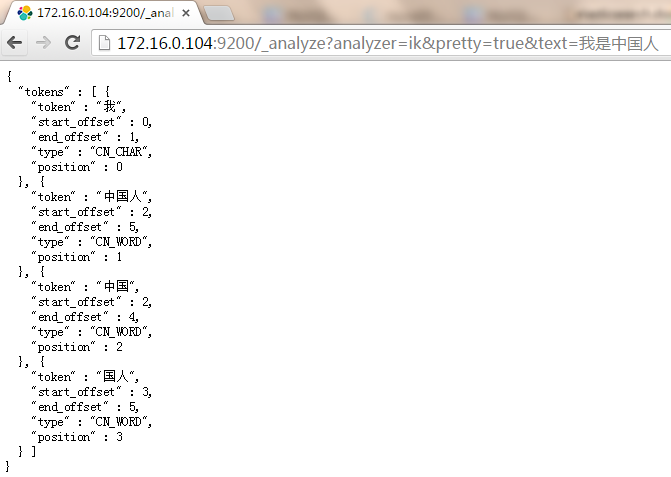 172.16.0.104:9200/_anal
172.16.0.104:9200/_analyze?analyzer=ik&pretty=true&text=我是中国人
{
  "tokens" : [ {
    "token" : "我",
    "start_offset" : 0,
    "end_offset" : 1,
    "type" : "CN_CHAR",
    "position" : 0
  }, {
    "token" : "中国人",
    "start_offset" : 2,
    "end_offset" : 5,
    "type" : "CN_WORD",
    "position" : 1
  }, {
    "token" : "中国",
    "start_offset" : 2,
    "end_offset" : 4,
    "type" : "CN_WORD",
    "position" : 2
  }, {
    "token" : "国人",
    "start_offset" : 3,
    "end_offset" : 5,
    "type" : "CN_WORD",
    "position" : 3
  } ]
}